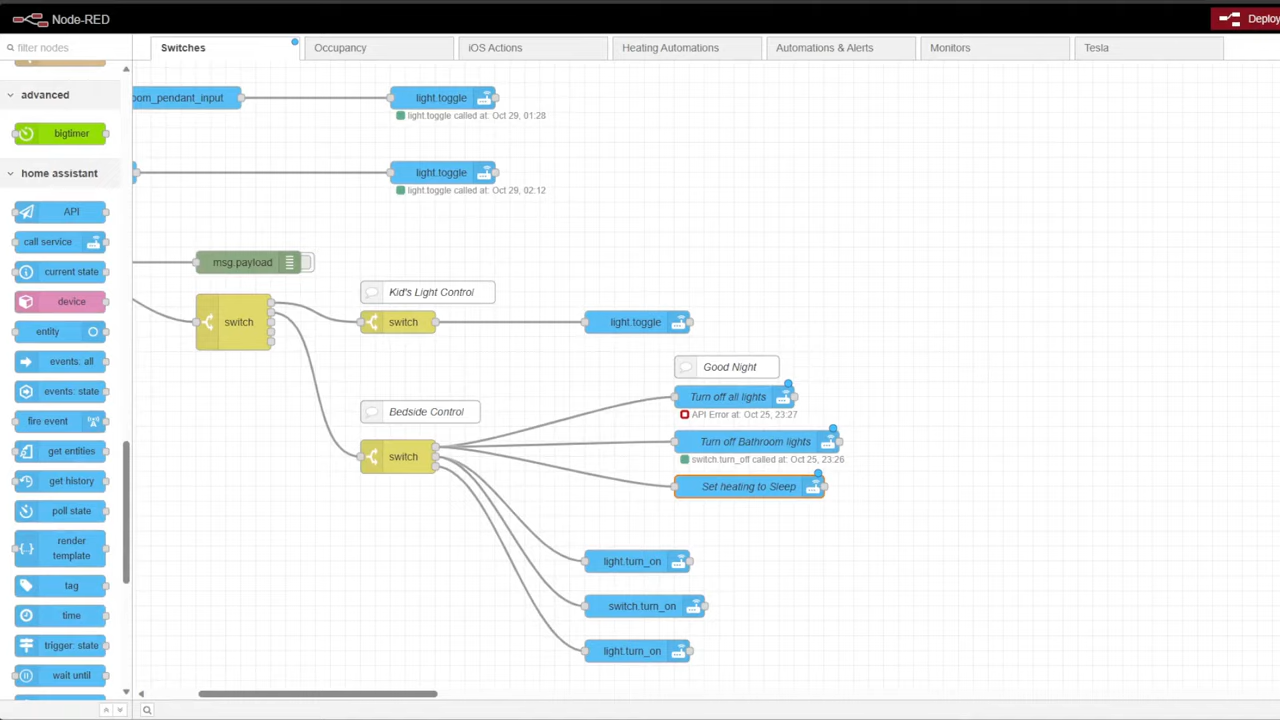 Node-RED
Deploy
filter nodes
Switches
Occupancy
iOS Actions
Heating Automations
Automations & Alerts
Monitors
Tesla
advanced
bigtimer
home assistant
API
call service
current state
device
entity
events: all
events: state
fire event
get entities
get history
poll state
render
template
tag
time
trigger: state
wait until
oom_pendant_input
light.toggle
light.toggle called at: Oct 29, 01:28
light.toggle
light.toggle called at: Oct 29, 02:12
msg.payload
Kid's Light Control
switch
switch
light.toggle
Good Night
Turn off all lights
API Error at: Oct 25, 23:27
Bedside Control
Turn off Bathroom lights
switch.turn_off called at: Oct 25, 23:26
switch
Set heating to Sleep
light.turn_on
switch.turn_on
light.turn_on